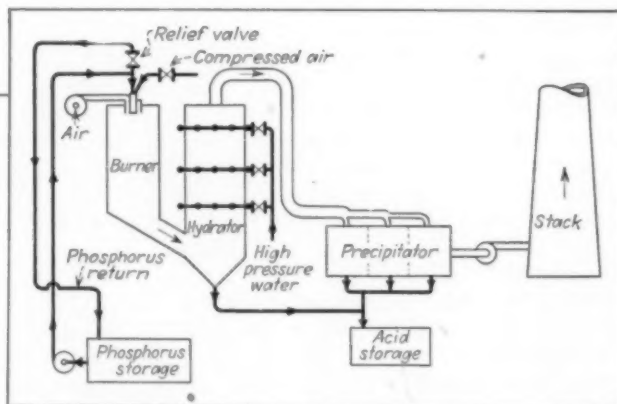 Relief valve
Compressed air
Air
Burner
Hydrator
High
pressure
water
Phosphorus
return
Phosphorus
storage
Precipitator
Acid
storage
Stack